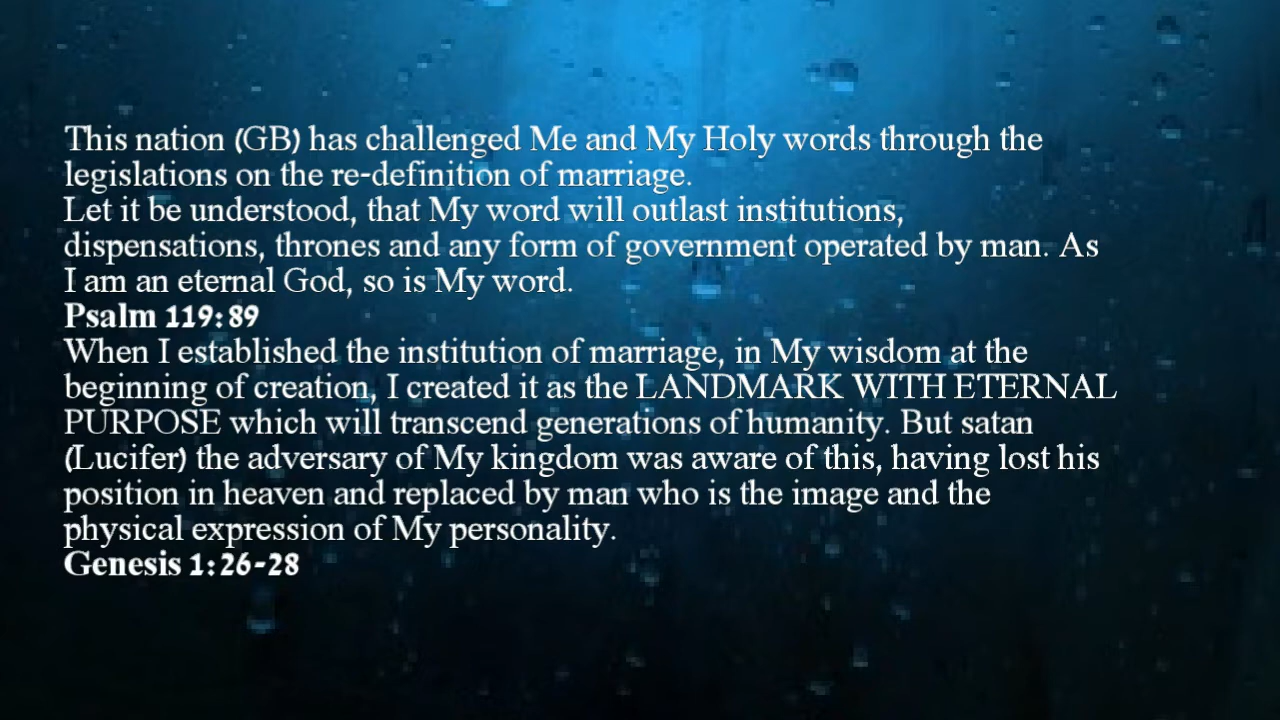 This nation (GB) has challenged Me and My Holy words through the
legislations on the re-definition of marriage.
Let it be understood, that My word will outlast institutions,
dispensations, thrones and any form of government operated by man. As
I am an eternal God, so is My word.
Psalm 119:89
When I established the institution of marriage, in My wisdom at the
beginning of creation, I created it as the LANDMARK WITH ETERNAL
PURPOSE which will transcend generations of humanity. But satan
(Lucifer) the adversary of My kingdom was aware of this, having lost his
position in heaven and replaced by man who is the image and the
physical expression of My personality.
Genesis 1:26-28